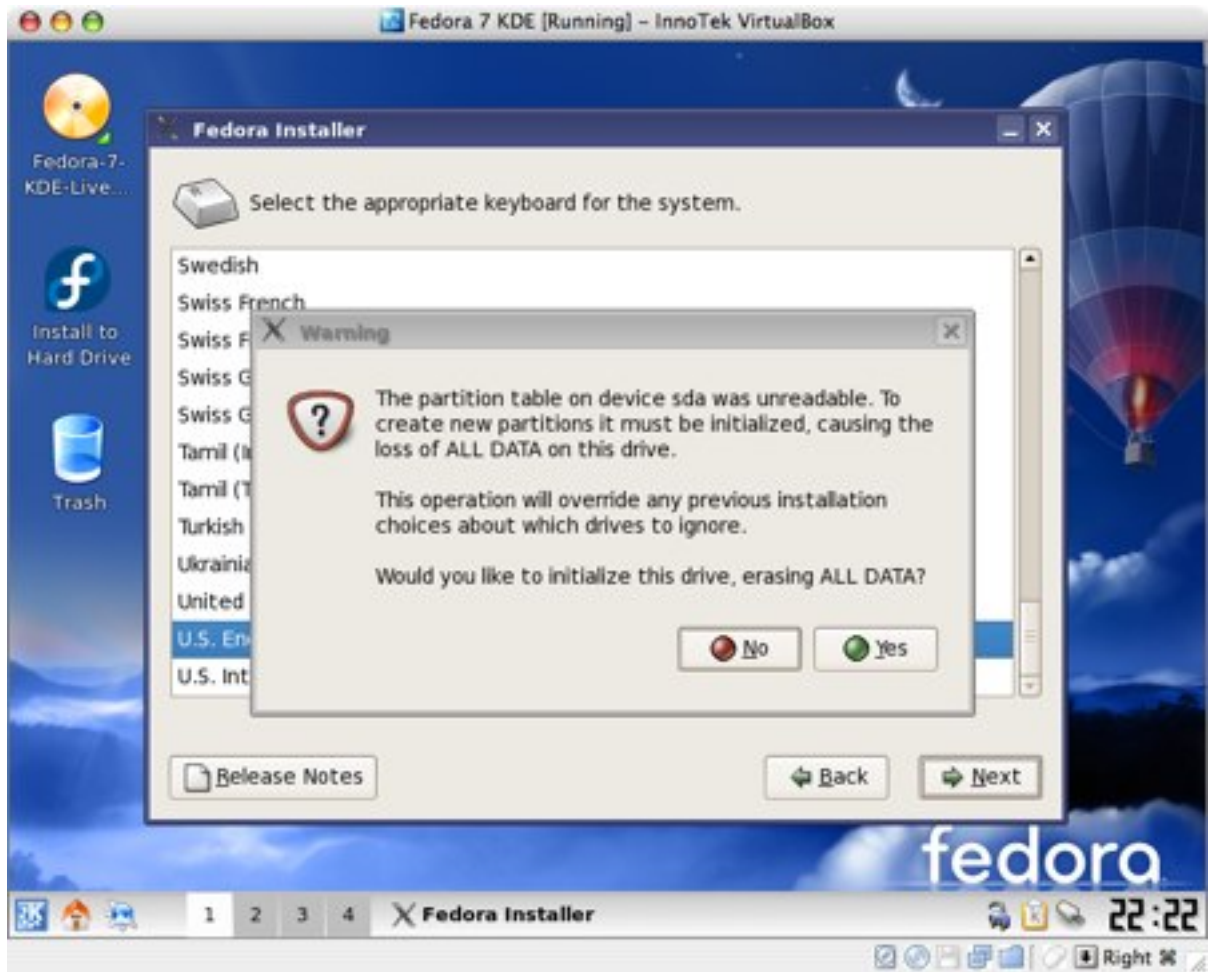 Fedora 7 KDE [Running] – InnoTek VirtualBox
Fedora-7-
KDE-Live...
Install to
Hard Drive
Trash
Fedora Installer
Select the appropriate keyboard for the system.
Swedish
Swiss French
Swiss F
Swiss G
Swiss G
Tamil (I
Tamil (T
Turkish
Ukrainia
United
U.S. En
U.S. Int
Warning
The partition table on device sda was unreadable. To
create new partitions it must be initialized, causing the
loss of ALL DATA on this drive.
This operation will override any previous installation
choices about which drives to ignore.
Would you like to initialize this drive, erasing ALL DATA?
No
Yes
Release Notes
Back
Next
fedora
1 2 3 4 Fedora Installer 22:22
Right ⌘